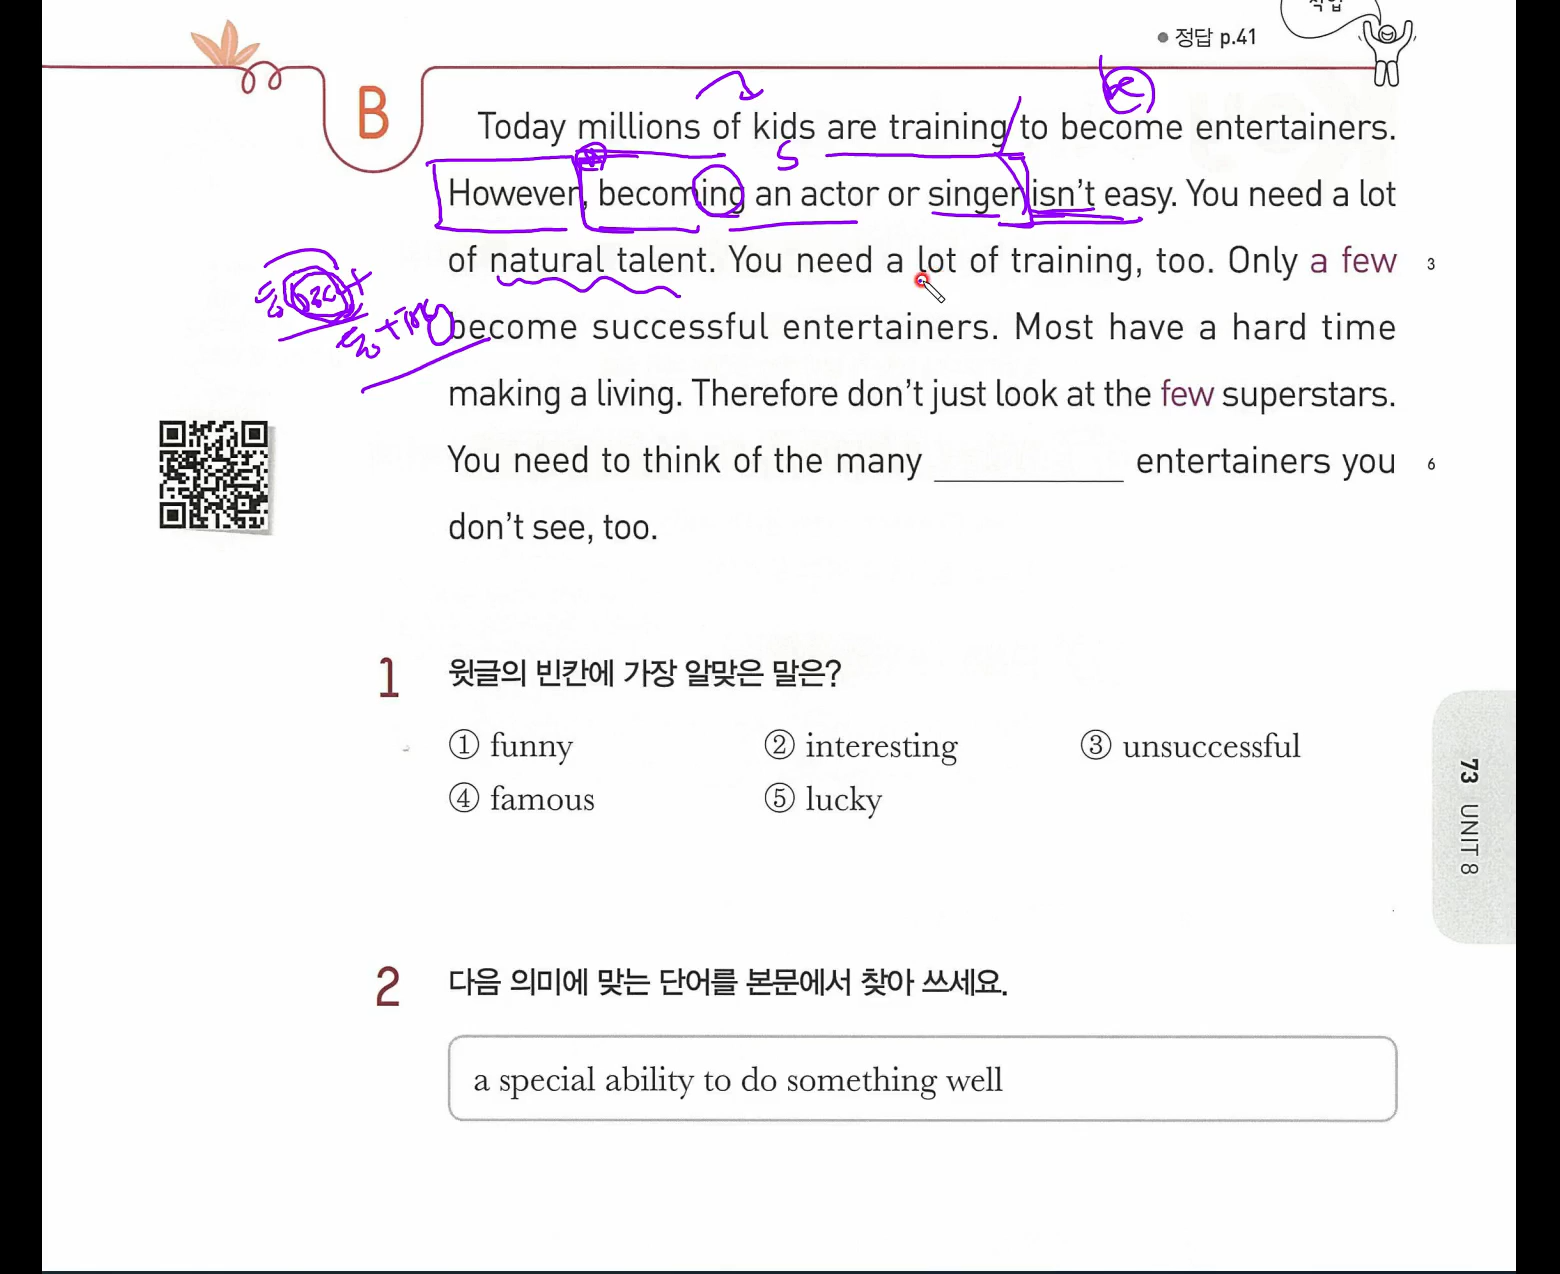 직업
● 정답 p.41
B
Today millions of kids are training to become entertainers.
S
However, becoming an actor or singer isn't easy. You need a lot
of natural talent. You need a lot of training, too. Only a few 3
become successful entertainers. Most have a hard time
making a living. Therefore don't just look at the few superstars.
You need to think of the many __________ entertainers you 6
don't see, too.
1 윗글의 빈칸에 가장 알맞은 말은?
① funny ② interesting ③ unsuccessful
④ famous ⑤ lucky
73 UNIT 8
2 다음 의미에 맞는 단어를 본문에서 찾아 쓰세요.
a special ability to do something well